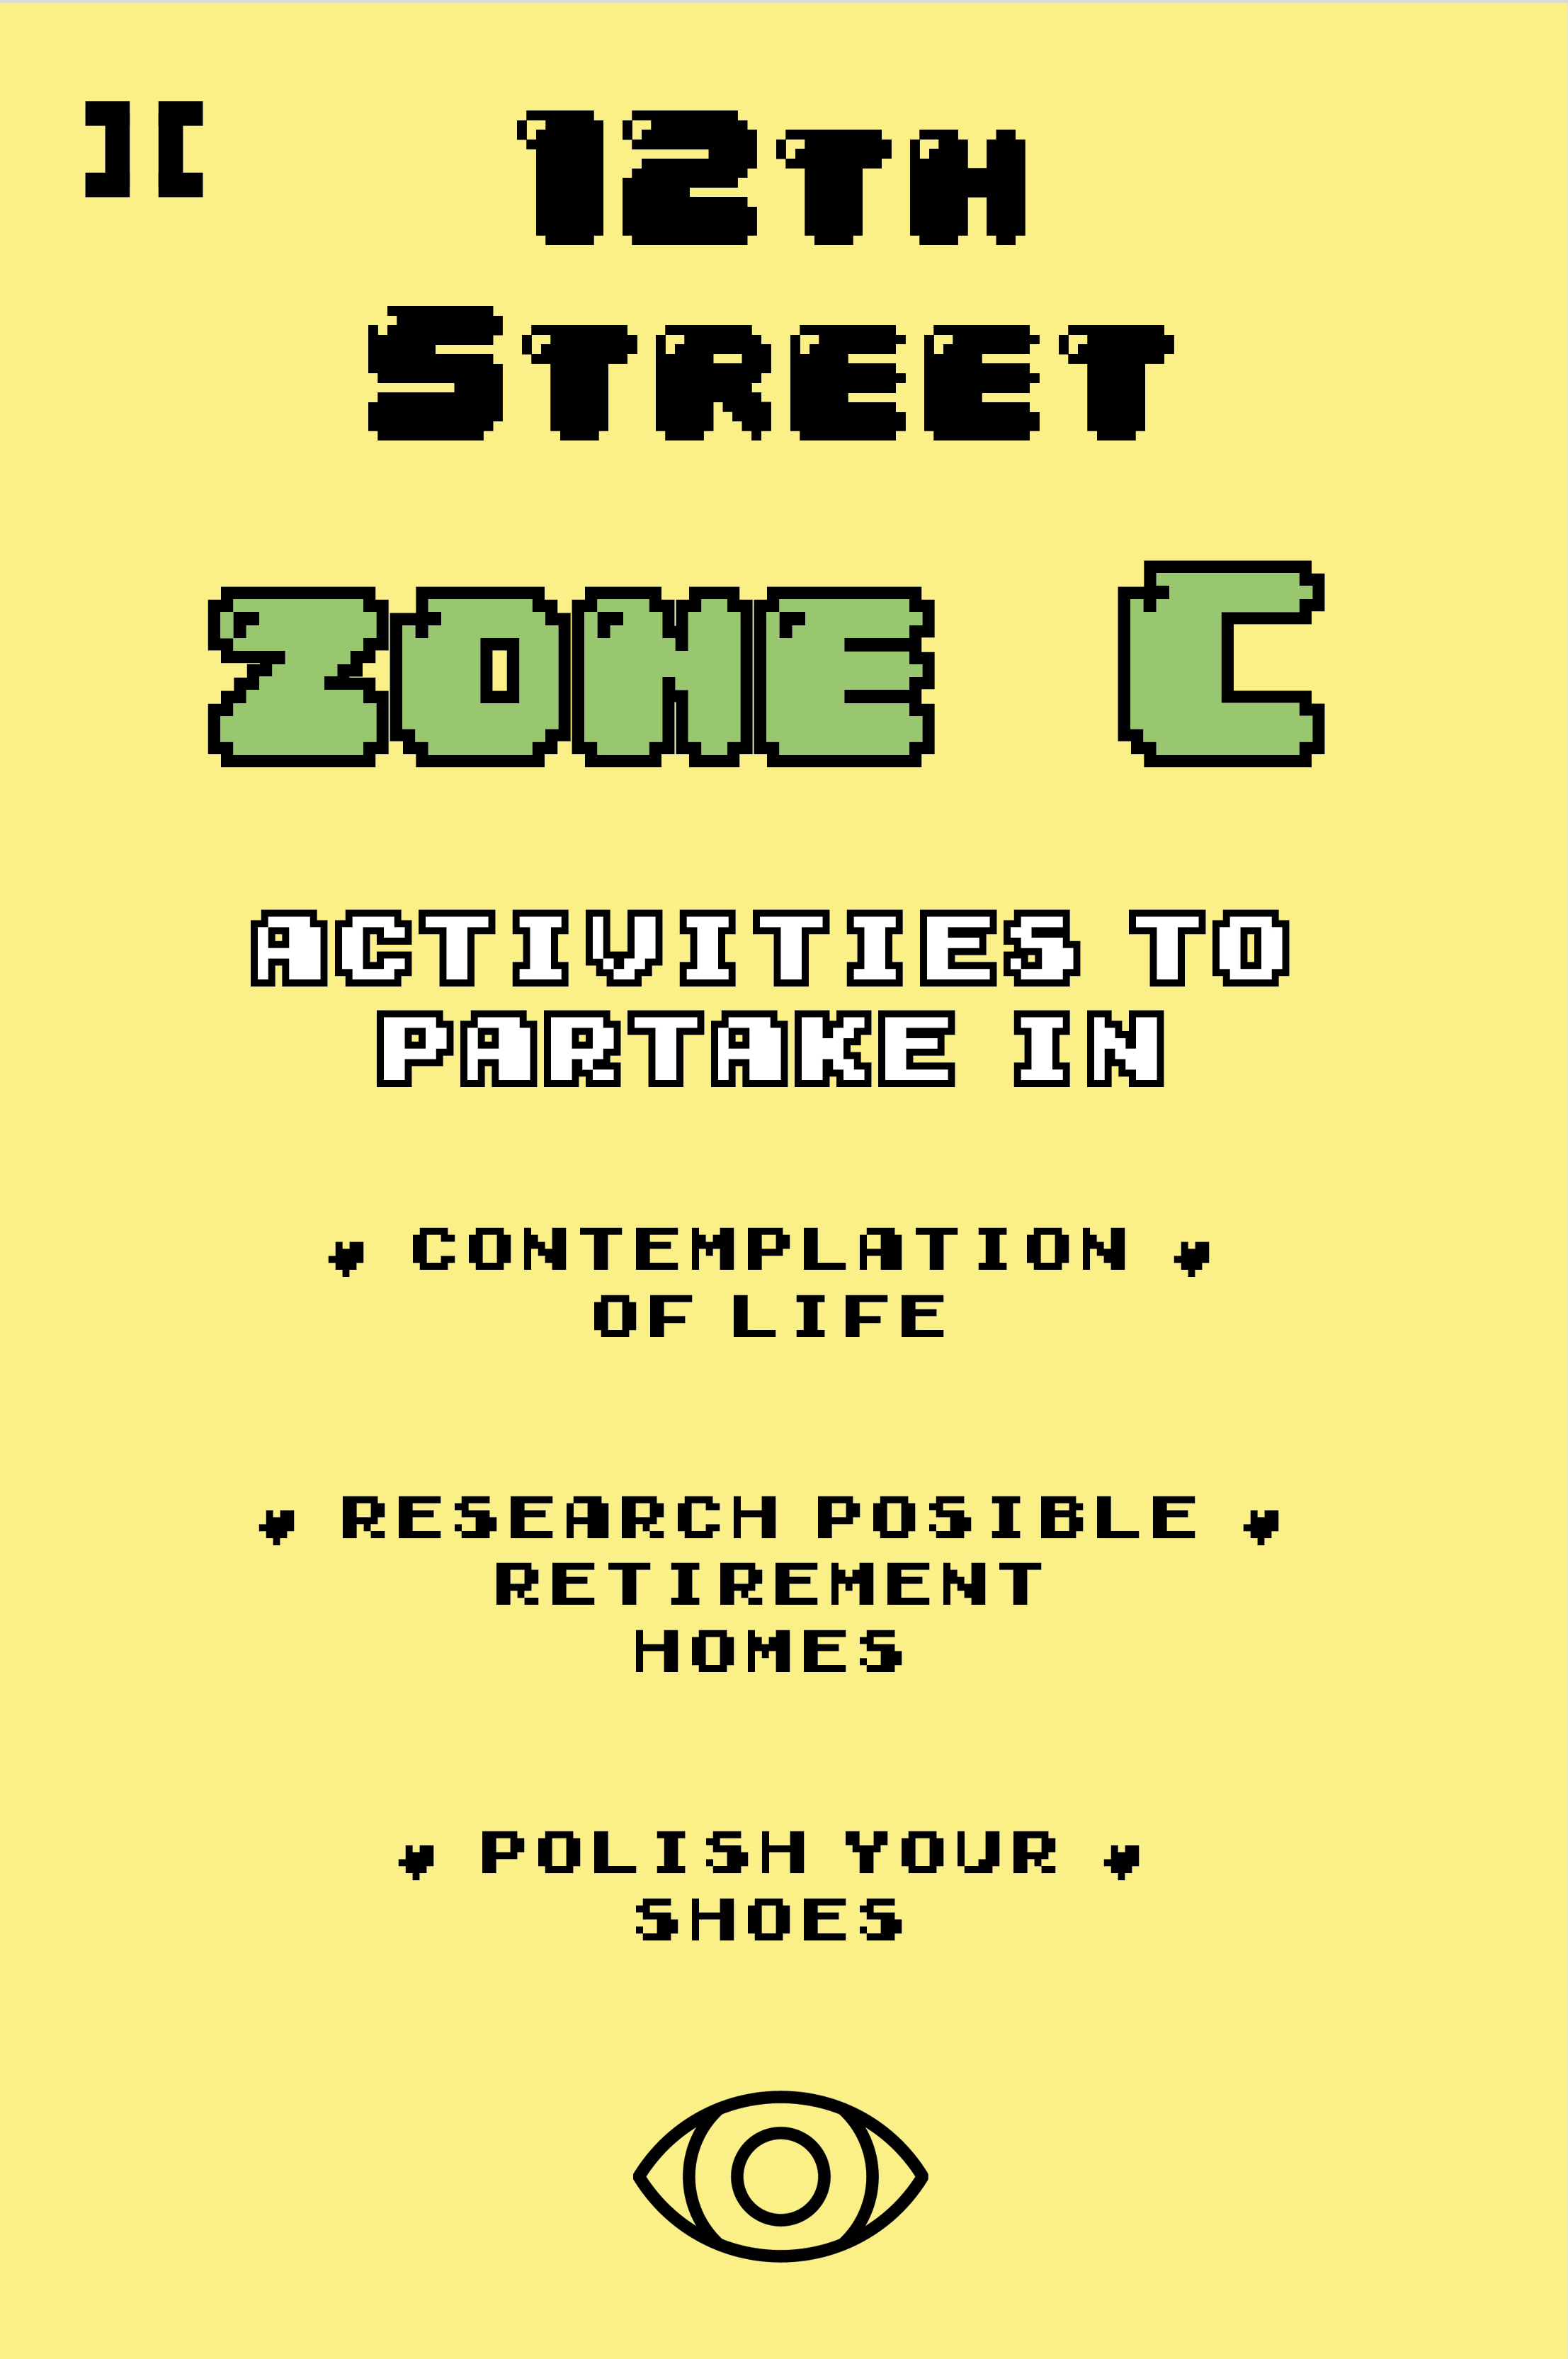 ][
12th
Street
Zone C
ACTIVITIES TO
PARTAKE IN
♥ CONTEMPLATION ♥
OF LIFE
♥ RESEARCH POSIBLE ♥
RETIREMENT
HOMES
♥ POLISH YOUR ♥
SHOES